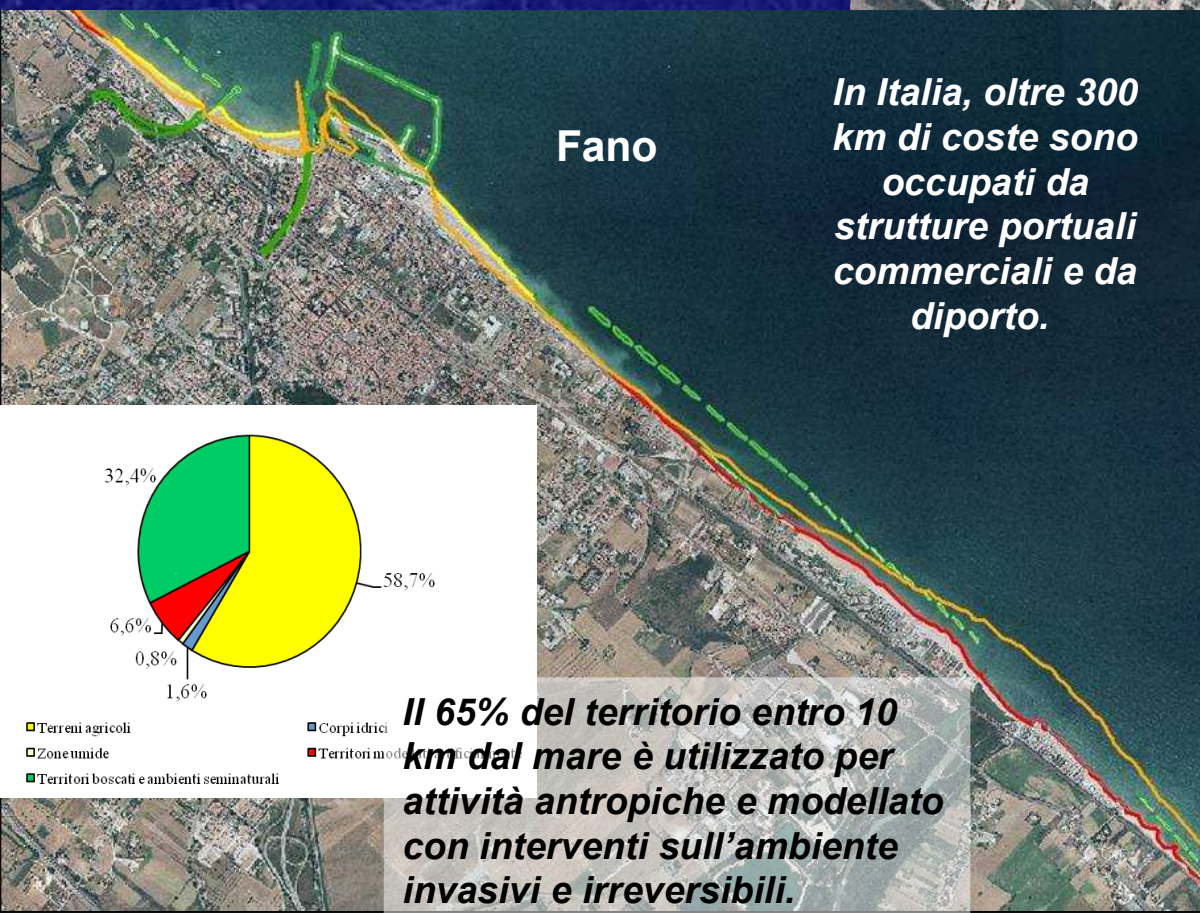 Fano
In Italia, oltre 300
km di coste sono
occupati da
strutture portuali
commerciali e da
diporto.
32,4%
58,7%
6,6%
0,8%
1,6%
Terreni agricoli
Corpi idrici
Zone umide
Territori
Territori boscati e ambienti seminaturali
Il 65% del territorio entro 10
km dal mare è utilizzato per
attività antropiche e modellato
con interventi sull'ambiente
invasivi e irreversibili.